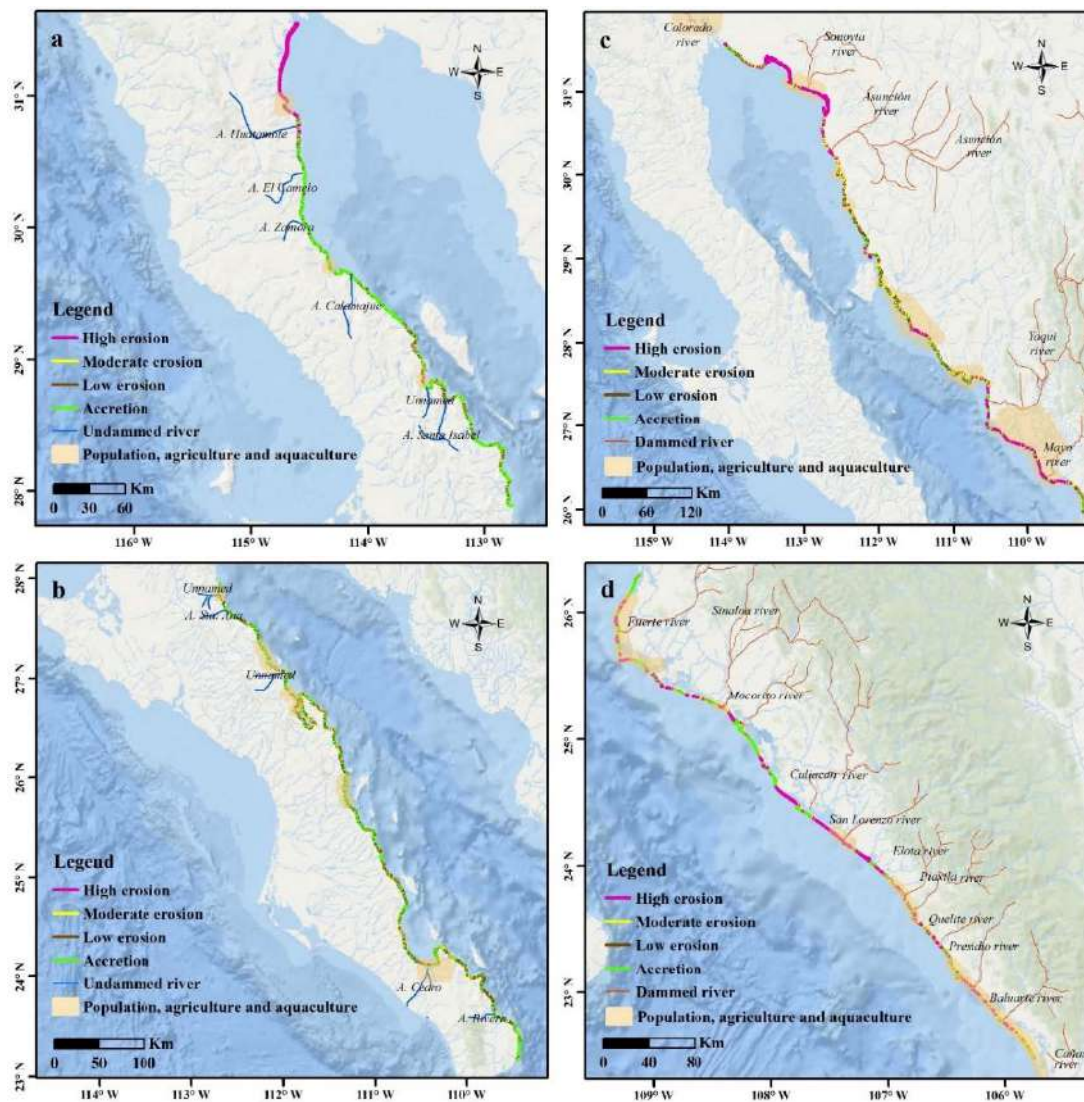 a
N
W E
S
31° N
30° N
29° N
28° N
A. Huatamote
A. El Camelo
A. Zamora
A. Calamajue
Unnamed
A. Santa Isabel
Legend
High erosion
Moderate erosion
Low erosion
Accretion
Undammed river
Population, agriculture and aquaculture
Km
0 30 60
116° W 115° W 114° W 113° W
c
N
W E
S
31° N
30° N
29° N
28° N
27° N
26° N
Colorado
river
Sonoyta
river
Asunción
river
Asunción
river
Yaqui
river
Mayo
river
Legend
High erosion
Moderate erosion
Low erosion
Accretion
Dammed river
Population, agriculture and aquaculture
Km
0 60 120
115° W 114° W 113° W 112° W 111° W 110° W
b
N
W E
S
28° N
27° N
26° N
25° N
24° N
23° N
Unnamed
A. Sta. Ana
Unnamed
A. Cedro
A. Rivera
Legend
High erosion
Moderate erosion
Low erosion
Accretion
Undammed river
Population, agriculture and aquaculture
Km
0 50 100
114° W 113° W 112° W 111° W 110° W
d
N
W E
S
26° N
25° N
24° N
23° N
Fuerte river
Sinaloa river
Mocorito river
Culiacán river
San Lorenzo river
Elota river
Piaxtla river
Quelite river
Presidio river
Baluarte river
river
Legend
High erosion
Moderate erosion
Low erosion
Accretion
Dammed river
Population, agriculture and aquaculture
Km
0 40 80
109° W 108° W 107° W 106° W